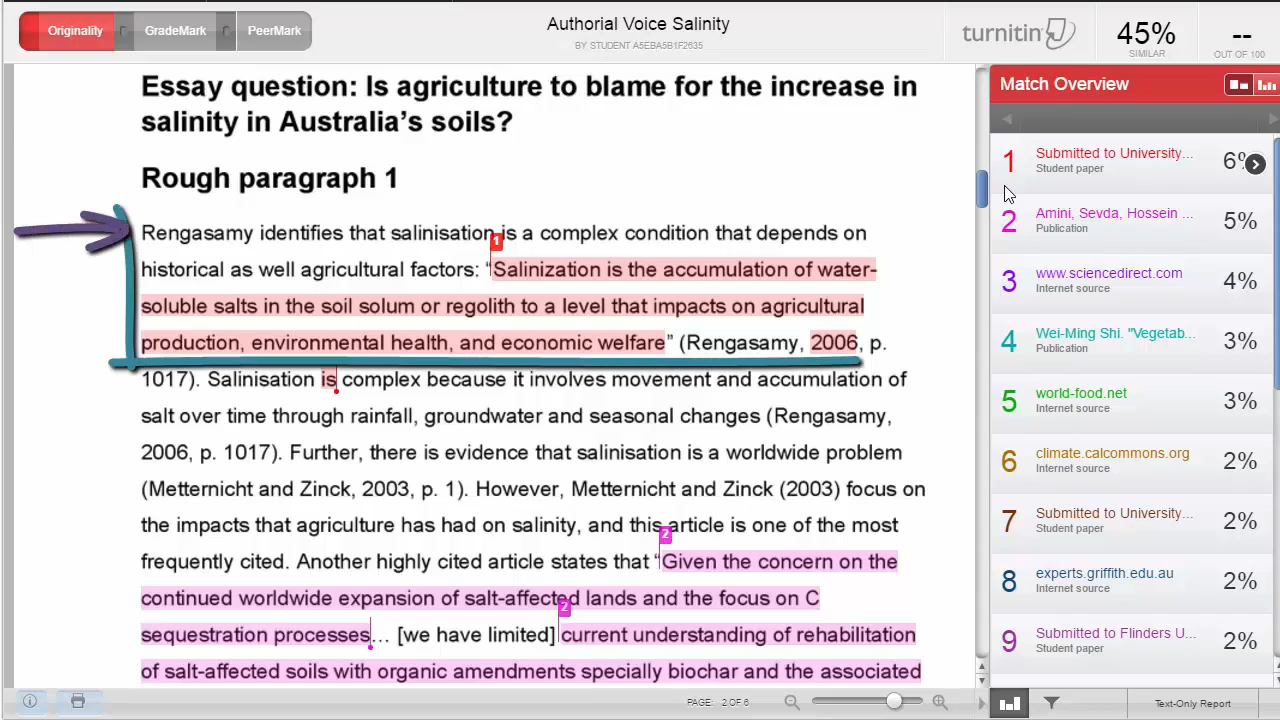 Originality GradeMark PeerMark
Authorial Voice Salinity
BY STUDENT A5EBA5B1F2635
turnitin
45%
SIMILAR
--
OUT OF 100
Essay question: Is agriculture to blame for the increase in
salinity in Australia's soils?
Rough paragraph 1
Rengasamy identifies that salinisation is a complex condition that depends on
1
historical as well agricultural factors: “Salinization is the accumulation of water-
soluble salts in the soil solum or regolith to a level that impacts on agricultural
production, environmental health, and economic welfare” (Rengasamy, 2006, p.
1017). Salinisation is complex because it involves movement and accumulation of
salt over time through rainfall, groundwater and seasonal changes (Rengasamy,
2006, p. 1017). Further, there is evidence that salinisation is a worldwide problem
(Metternicht and Zinck, 2003, p. 1). However, Metternicht and Zinck (2003) focus on
the impacts that agriculture has had on salinity, and this article is one of the most
2
frequently cited. Another highly cited article states that “Given the concern on the
continued worldwide expansion of salt-affected lands and the focus on C
2
sequestration processes… [we have limited] current understanding of rehabilitation
of salt-affected soils with organic amendments specially biochar and the associated
Match Overview
1 Submitted to University... 6%
Student paper
2 Amini, Sevda, Hossein ... 5%
Publication
3 www.sciencedirect.com 4%
Internet source
4 Wei-Ming Shi. "Vegetab... 3%
Publication
5 world-food.net 3%
Internet source
6 climate.calcommons.org 2%
Internet source
7 Submitted to University... 2%
Student paper
8 experts.griffith.edu.au 2%
Internet source
9 Submitted to Flinders U... 2%
Student paper
PAGE: 2 OF 6
Text-Only Report